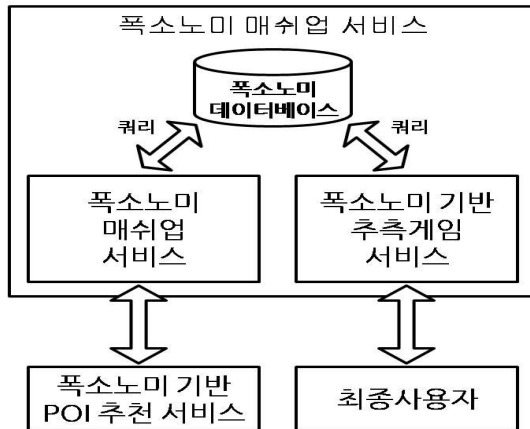 폭소노미 매쉬업 서비스
폭소노미
데이터베이스
쿼리
쿼리
폭소노미
매쉬업
서비스
폭소노미 기반
추측게임
서비스
폭소노미 기반
POI 추천 서비스
최종사용자